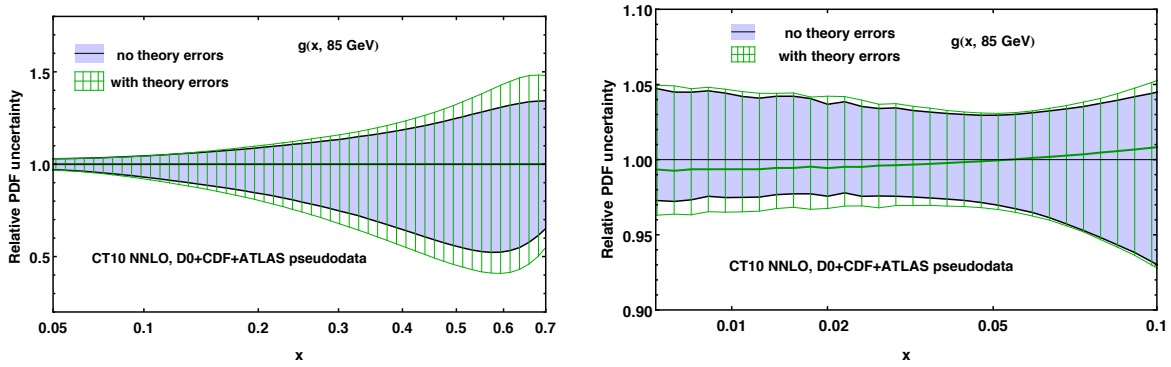 g(x, 85 GeV)
no theory errors
with theory errors
Relative PDF uncertainty
1.5
1.0
0.5
CT10 NNLO, D0+CDF+ATLAS pseudodata
0.05 0.1 0.2 0.3 0.4 0.5 0.6 0.7
x
1.10
no theory errors
g(x, 85 GeV)
with theory errors
Relative PDF uncertainty
1.05
1.00
0.95
CT10 NNLO, D0+CDF+ATLAS pseudodata
0.90
0.01 0.02 0.05 0.1
x